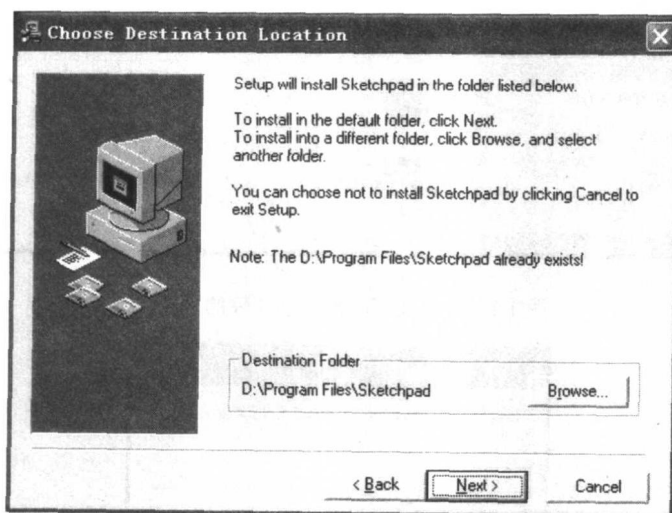 Choose Destination Location
Setup will install Sketchpad in the folder listed below.
To install in the default folder, click Next.
To install into a different folder, click Browse, and select
another folder.
You can choose not to install Sketchpad by clicking Cancel to
exit Setup.
Note: The D:\Program Files\Sketchpad already exists!
Destination Folder
D:\Program Files\Sketchpad
Browse...
< Back
Next >
Cancel